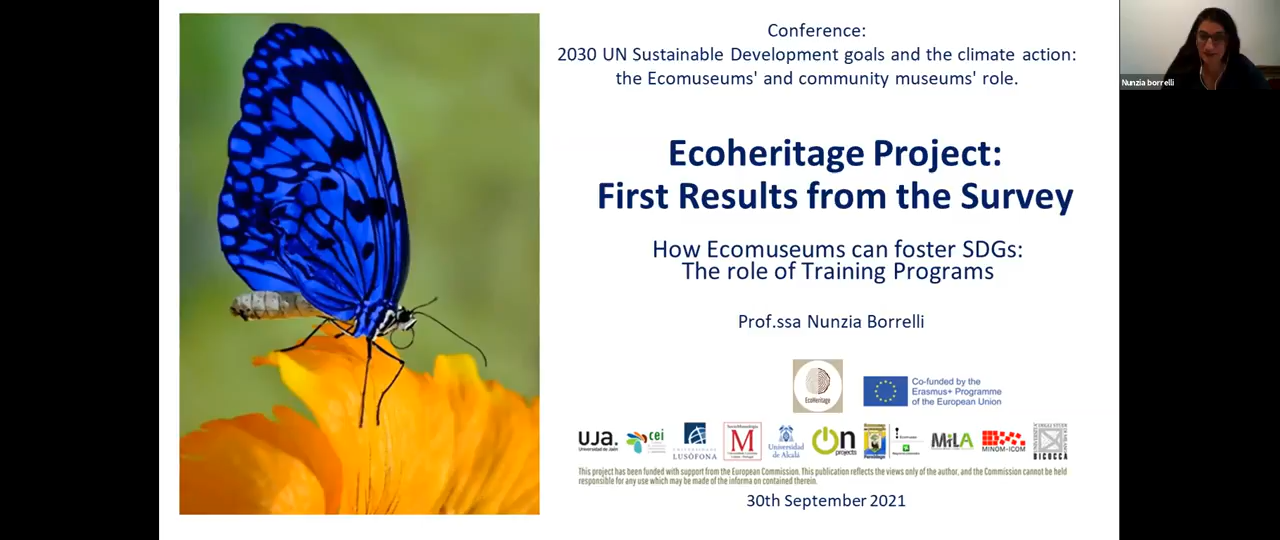 Conference:
2030 UN Sustainable Development goals and the climate action:
the Ecomuseums' and community museums' role.
Nunzia borrelli
Ecoheritage Project:
First Results from the Survey
How Ecomuseums can foster SDGs:
The role of Training Programs
Prof.ssa Nunzia Borrelli
EcoHeritage
Co-funded by the
Erasmus+ Programme
of the European Union
uja.
Universidad de Jaén
cei
UNIVERSIDADE
LUSÓFONA
M
Universidad
de Alcalá
On
projects
MiLA
MINOM-ICOM
BICOCCA
This project has been funded with support from the European Commission. This publication reflects the views only of the author, and the Commission cannot be held
responsible for any use which may be made of the informa on contained therein.
30th September 2021